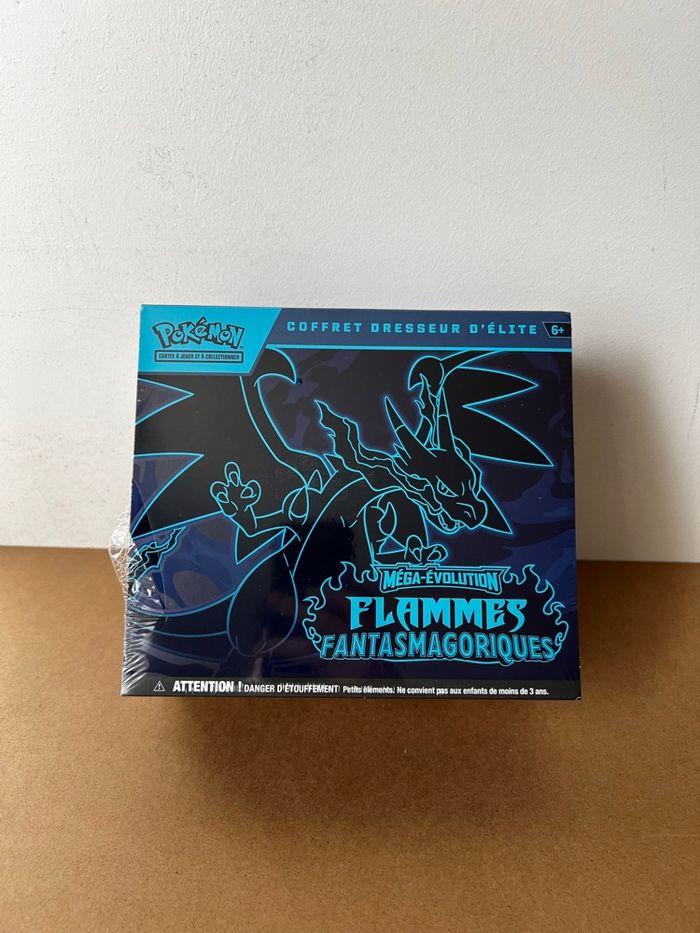 Pokémon
CARTES À JOUER ET À COLLECTIONNER
COFFRET DRESSEUR D'ÉLITE
6+
MÉGA-ÉVOLUTION
FLAMMES
FANTASMAGORIQUES
ATTENTION ! DANGER D'ÉTOUFFEMENT Petits éléments. Ne convient pas aux enfants de moins de 3 ans.